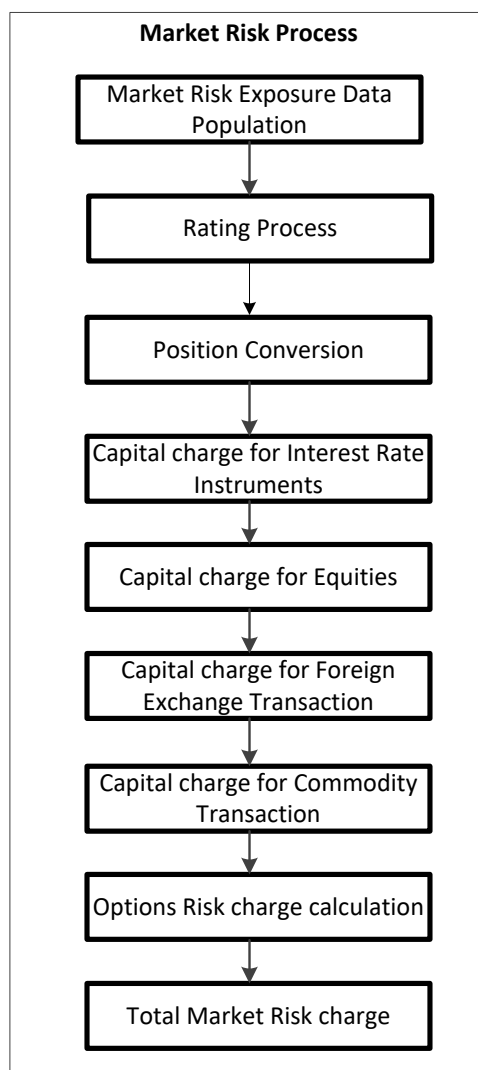 Market Risk Process
Market Risk Exposure Data
Population
Rating Process
Position Conversion
Capital charge for Interest Rate
Instruments
Capital charge for Equities
Capital charge for Foreign
Exchange Transaction
Capital charge for Commodity
Transaction
Options Risk charge calculation
Total Market Risk charge